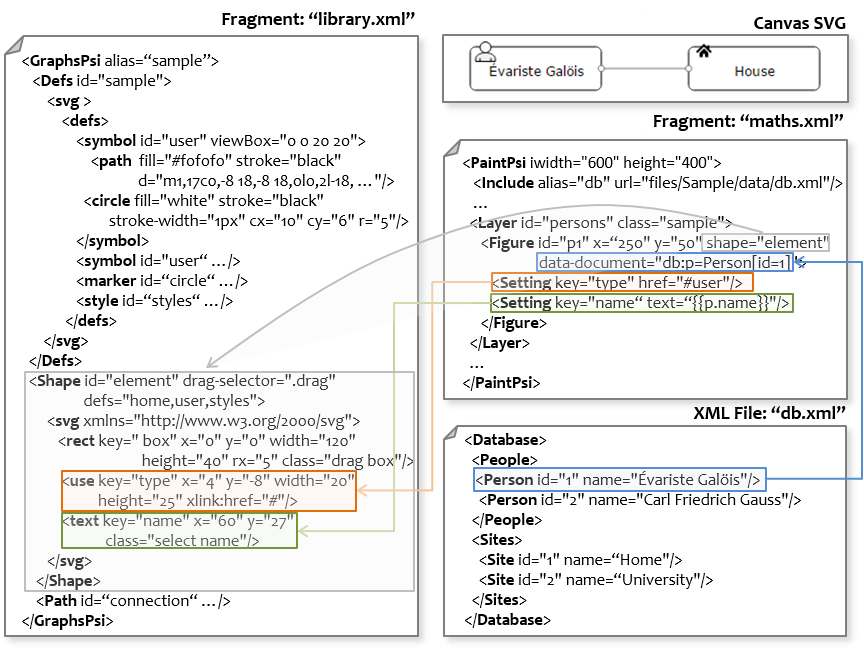 Fragment: “library.xml”
<GraphsPsi alias=“sample”>
<Defs id="sample">
<svg >
<defs>
<symbol id="user" viewBox="0 0 20 20">
<path fill="#fofofo" stroke="black"
d="m1,17c0,-8 18,-8 18,0l0,2l-18, … "/>
<circle fill="white" stroke="black"
stroke-width="1px" cx="10" cy="6" r="5"/>
</symbol>
<symbol id="user“ …/>
<marker id=“circle“ …/>
<style id=“styles“ …/>
</defs>
</svg>
</Defs>
<Shape id="element" drag-selector=".drag"
defs="home,user,styles">
<svg xmlns="http://www.w3.org/2000/svg">
<rect key=" box" x="0" y="0" width="120"
height="40" rx="5" class="drag box"/>
<use key="type" x="4" y="-8" width="20"
height="25" xlink:href="#"/>
<text key="name" x="60" y="27"
class="select name"/>
</svg>
</Shape>
<Path id=“connection“ …/>
</GraphsPsi>
Canvas SVG
Évariste Galöis
House
Fragment: “maths.xml”
<PaintPsi iwidth="600" height="400">
<Include alias="db" url="files/Sample/data/db.xml"/>
…
<Layer id="persons" class="sample">
<Figure id="p1" x=“250" y="50" shape="element"
data-document="db:p=Person[id=1]">
<Setting key="type" href="#user"/>
<Setting key="name“ text=“{{p.name}}"/>
</Figure>
</Layer>
…
</PaintPsi>
XML File: “db.xml”
<Database>
<People>
<Person id="1" name="Évariste Galöis"/>
<Person id="2" name="Carl Friedrich Gauss"/>
</People>
<Sites>
<Site id="1" name=“Home"/>
<Site id="2" name=“University"/>
</Sites>
</Database>